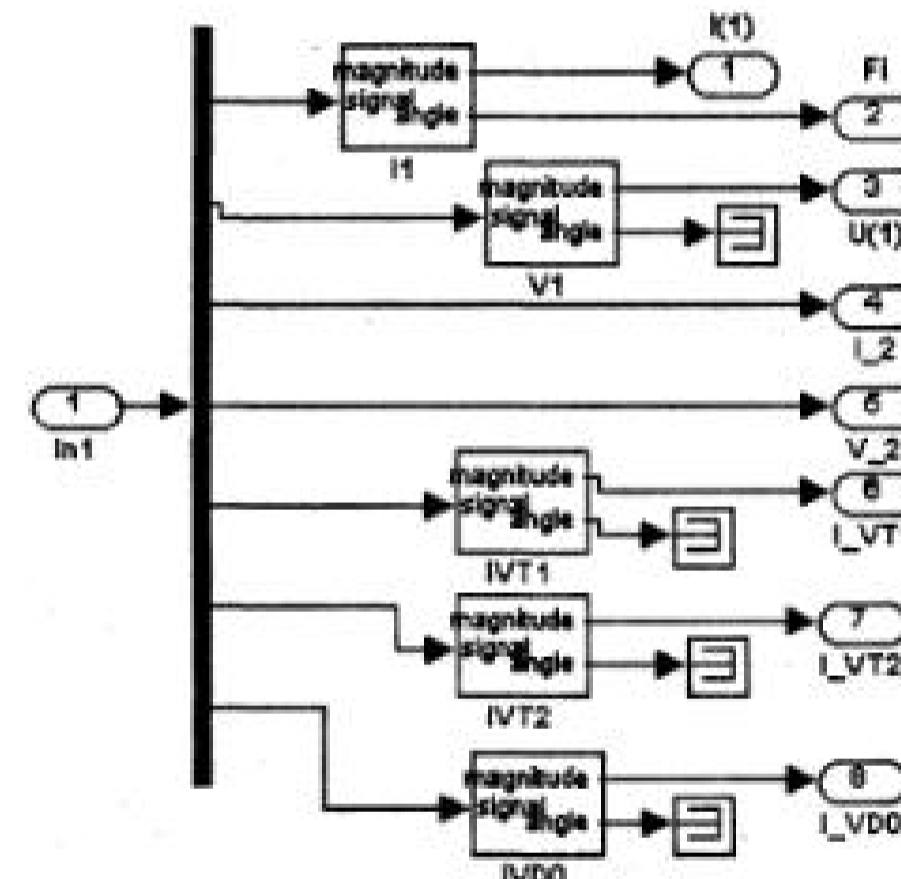 I(1)
1
FI
magnitude
signal
angle
2
I1
3
magnitude
signal
angle
U(1)
V1
4
I_2
1
In1
5
V_2
magnitude
signal
angle
6
I_VT
IVT1
magnitude
signal
angle
7
I_VT2
IVT2
magnitude
signal
angle
8
I_VD0
IVD0